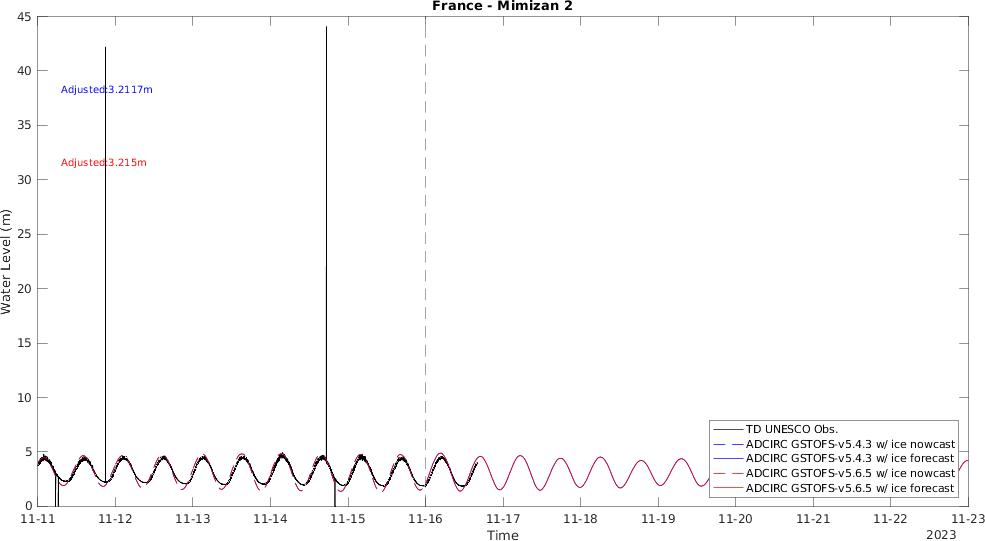 France - Mimizan 2
45
40
35
30
25
20
15
10
5
0
Water Level (m)
Adjusted:3.2117m
Adjusted:3.215m
TD UNESCO Obs.
ADCIRC GSTOFS-v5.4.3 w/ ice nowcast
ADCIRC GSTOFS-v5.4.3 w/ ice forecast
ADCIRC GSTOFS-v5.6.5 w/ ice nowcast
ADCIRC GSTOFS-v5.6.5 w/ ice forecast
11-11 11-12 11-13 11-14 11-15 11-16 11-17 11-18 11-19 11-20 11-21 11-22 11-23
Time
2023